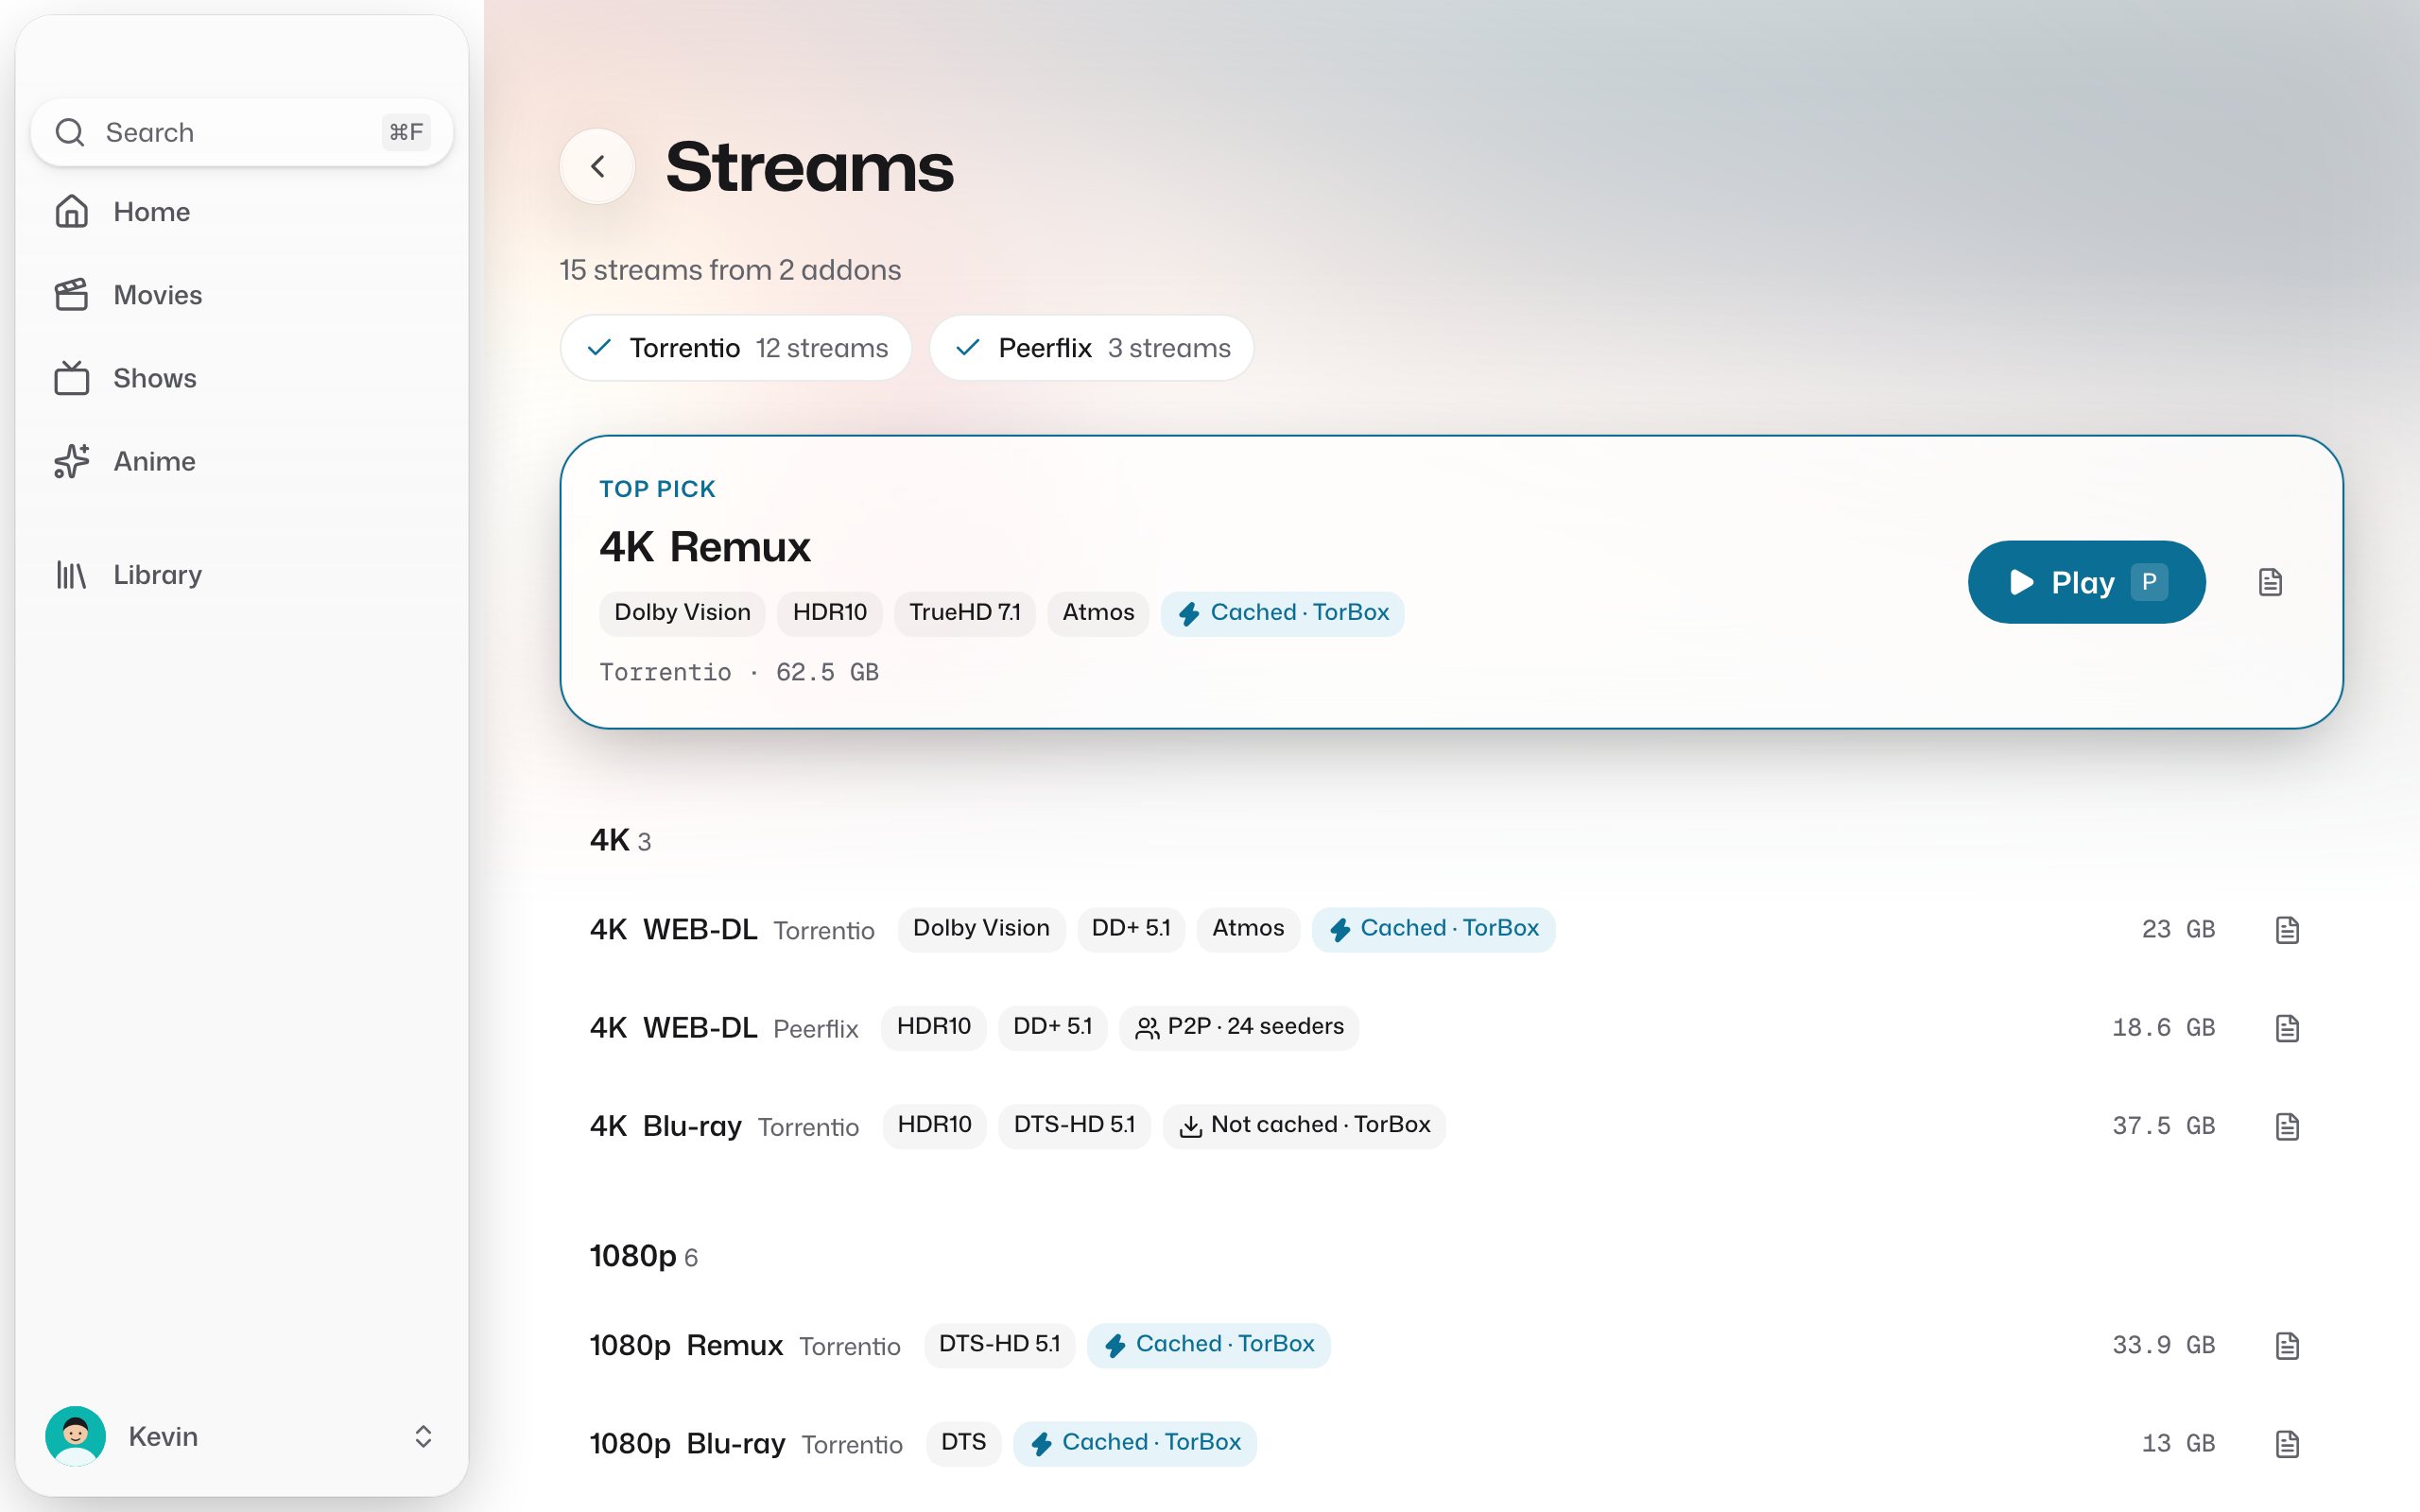 Search ⌘F
Home
Movies
Shows
Anime
Library
Kevin
Streams
15 streams from 2 addons
Torrentio 12 streams Peerflix 3 streams
TOP PICK
4K Remux
Dolby Vision HDR10 TrueHD 7.1 Atmos Cached · TorBox
Torrentio · 62.5 GB
Play P
4K 3
4K WEB-DL Torrentio Dolby Vision DD+ 5.1 Atmos Cached · TorBox 23 GB
4K WEB-DL Peerflix HDR10 DD+ 5.1 P2P · 24 seeders 18.6 GB
4K Blu-ray Torrentio HDR10 DTS-HD 5.1 Not cached · TorBox 37.5 GB
1080p 6
1080p Remux Torrentio DTS-HD 5.1 Cached · TorBox 33.9 GB
1080p Blu-ray Torrentio DTS Cached · TorBox 13 GB